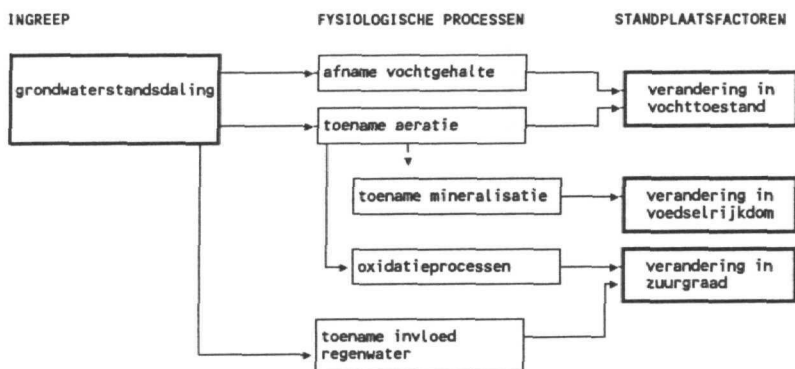 INGREEP
FYSIOLOGISCHE PROCESSEN
STANDPLAATSFACTOREN
grondwaterstandsdaling
afname vochtgehalte
toename aeratie
toename mineralisatie
oxidatieprocessen
toename invloed
regenwater
verandering in
vochttoestand
verandering in
voedselrijkdom
verandering in
zuurgraad